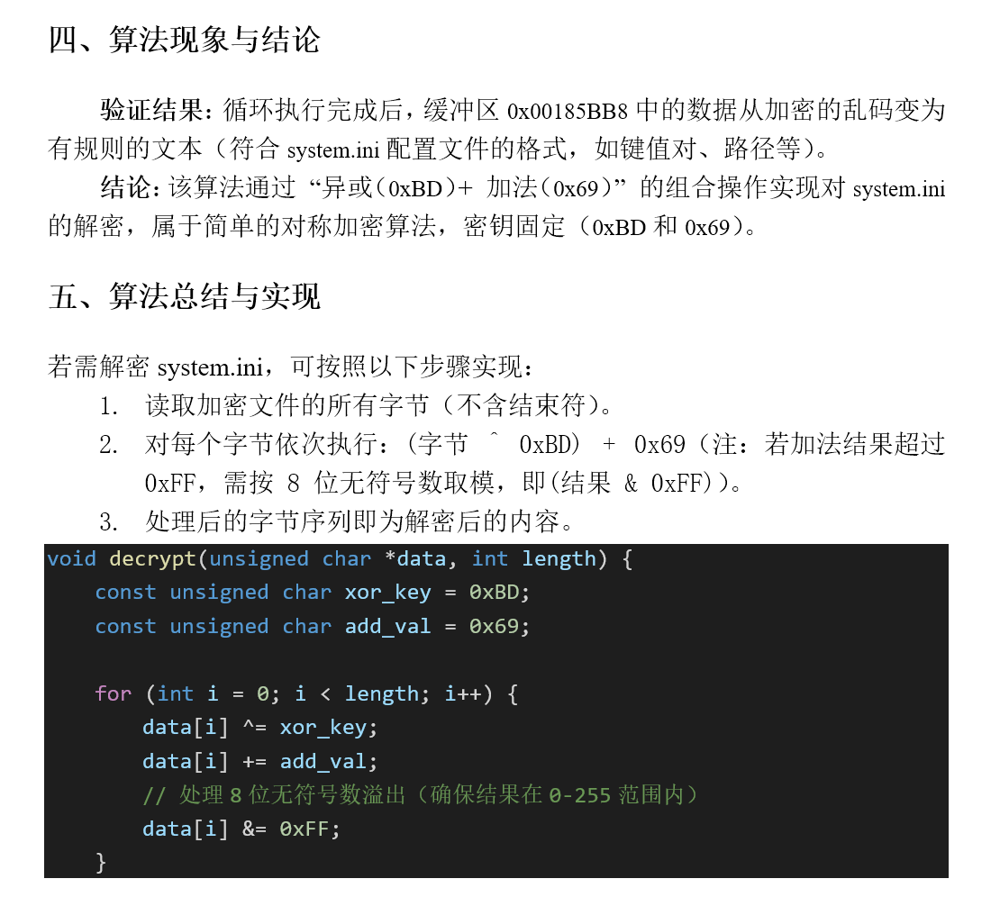 四、算法现象与结论
验证结果：循环执行完成后，缓冲区 0x00185BB8 中的数据从加密的乱码变为
有规则的文本（符合 system.ini 配置文件的格式，如键值对、路径等）。
结论：该算法通过 “异或（0xBD）+ 加法（0x69）” 的组合操作实现对 system.ini
的解密，属于简单的对称加密算法，密钥固定（0xBD 和 0x69）。
五、算法总结与实现
若需解密 system.ini，可按照以下步骤实现：
1. 读取加密文件的所有字节（不含结束符）。
2. 对每个字节依次执行：(字节 ^ 0xBD) + 0x69（注：若加法结果超过
0xFF，需按 8 位无符号数取模，即(结果 & 0xFF)）。
3. 处理后的字节序列即为解密后的内容。
void decrypt(unsigned char *data, int length) {
    const unsigned char xor_key = 0xBD;
    const unsigned char add_val = 0x69;
    for (int i = 0; i < length; i++) {
        data[i] ^= xor_key;
        data[i] += add_val;
        // 处理 8 位无符号数溢出（确保结果在 0-255 范围内）
        data[i] &= 0xFF;
    }